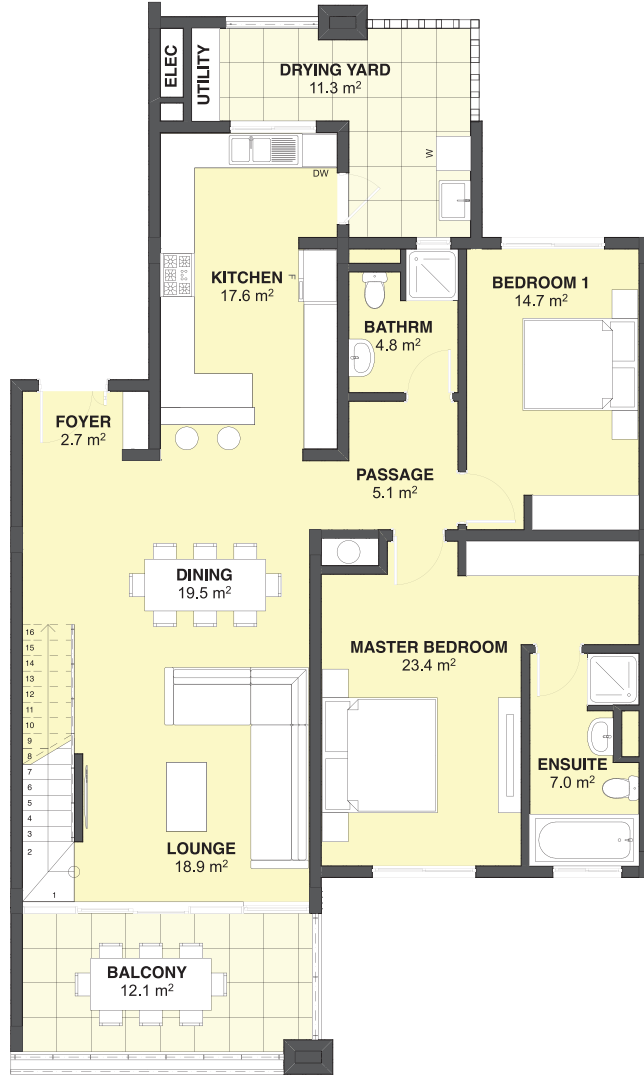 ELEC
UTILITY
DRYING YARD
11.3 m²
W
DW
KITCHEN
17.6 m²
F
BATHRM
4.8 m²
BEDROOM 1
14.7 m²
FOYER
2.7 m²
PASSAGE
5.1 m²
DINING
19.5 m²
MASTER BEDROOM
23.4 m²
16
15
14
13
12
11
10
9
8
7
6
5
4
3
2
1
ENSUITE
7.0 m²
LOUNGE
18.9 m²
BALCONY
12.1 m²